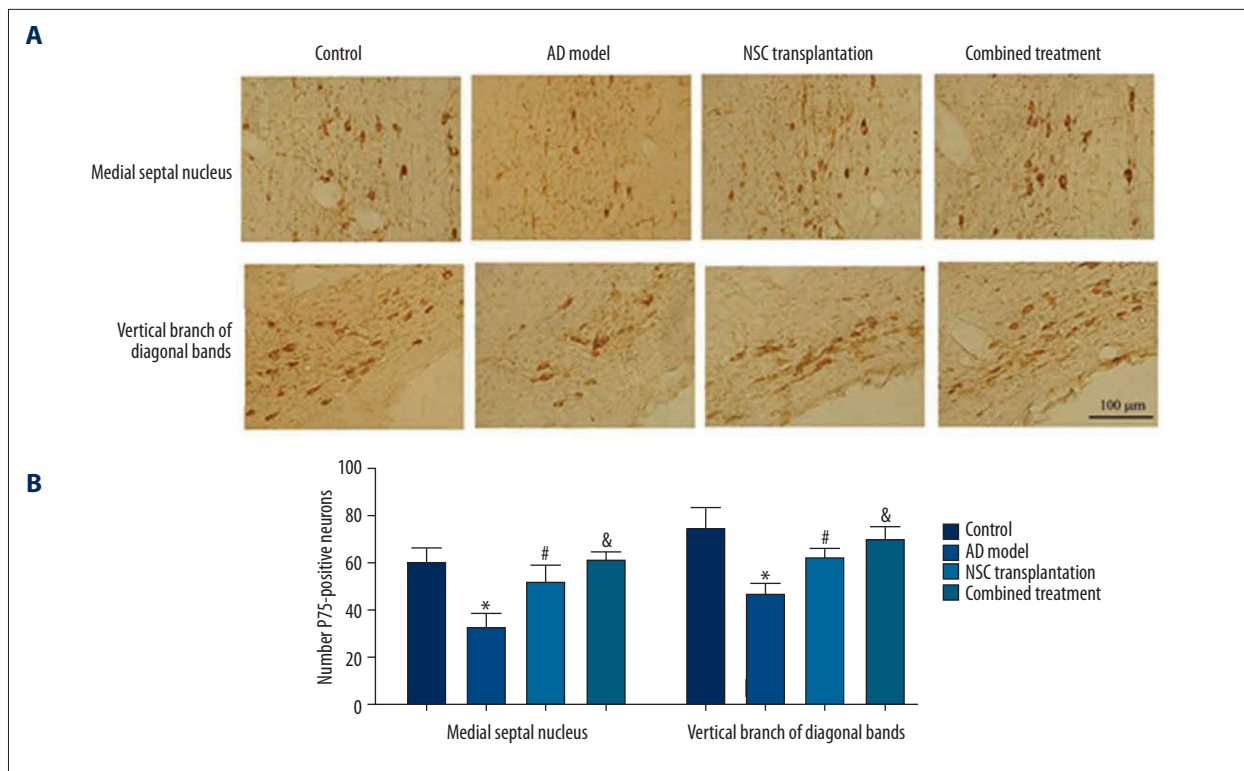 A
Control
AD model
NSC transplantation
Combined treatment
Medial septal nucleus
Vertical branch of
diagonal bands
100 μm
B
Number P75-positive neurons
100
80
60
40
20
0
*
#
&
*
#
&
Medial septal nucleus
Vertical branch of diagonal bands
Control
AD model
NSC transplantation
Combined treatment